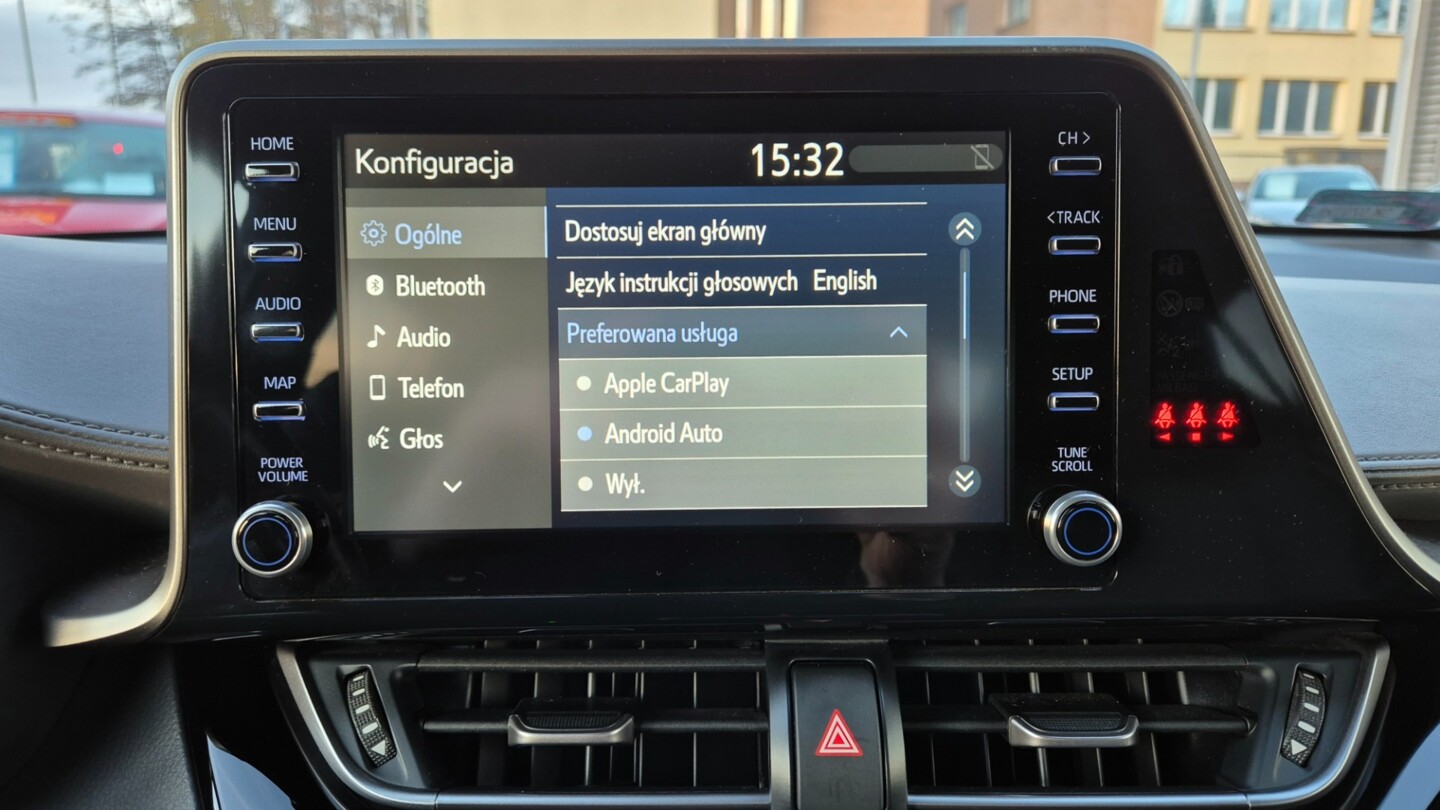 HOME
MENU
AUDIO
MAP
POWER
VOLUME
Konfiguracja 15:32
Ogólne
Bluetooth
Audio
Telefon
Głos
Dostosuj ekran główny
Język instrukcji głosowych English
Preferowana usługa
Apple CarPlay
Android Auto
Wył.
CH >
< TRACK
PHONE
SETUP
TUNE
SCROLL